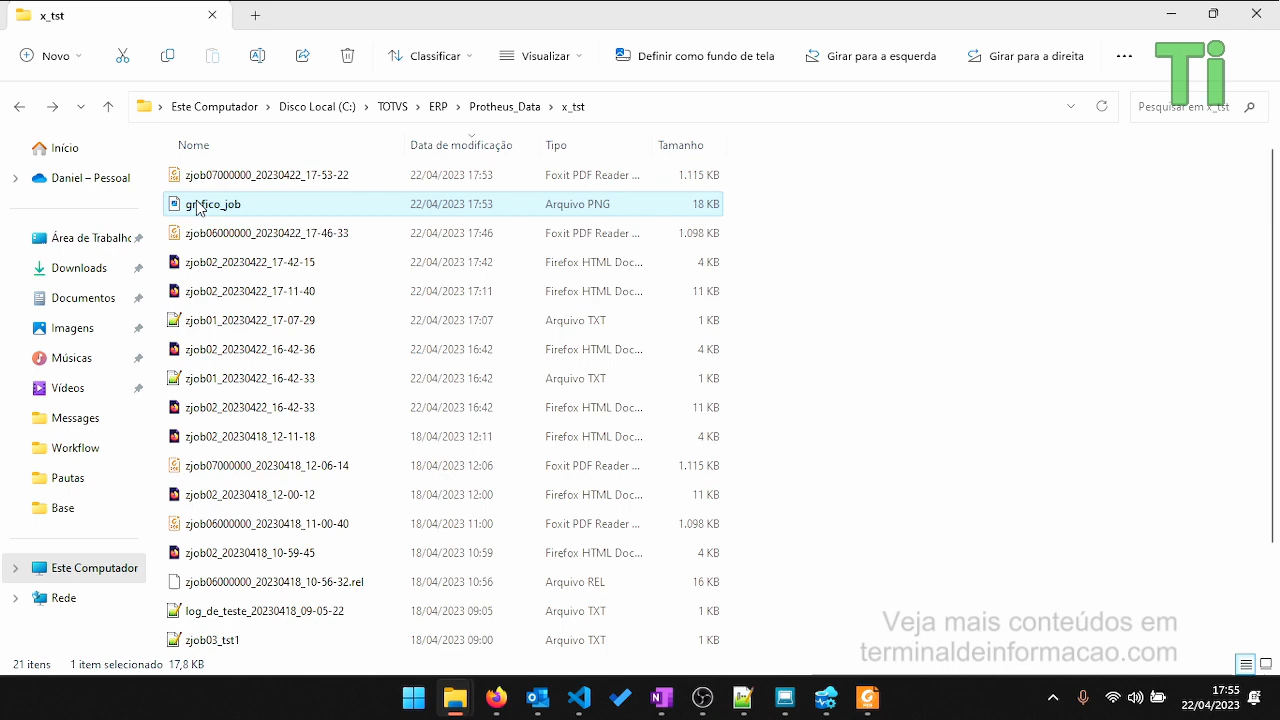 x_tst
Novo
Classificar
Visualizar
Definir como fundo de tela
Girar para a esquerda
Girar para a direita
Ti
Este Computador
Disco Local (C:)
TOTVS
ERP
Protheus_Data
x_tst
Pesquisar em x_tst
Início
Daniel – Pessoal
Área de Trabalho
Downloads
Documentos
Imagens
Músicas
Vídeos
Messages
Workflow
Pautas
Base
Este Computador
Rede
Nome Data de modificação Tipo Tamanho
zjob07000000_20230422_17-53-22 22/04/2023 17:53 Foxit PDF Reader ... 1.115 KB
grafico_job 22/04/2023 17:53 Arquivo PNG 18 KB
zjob06000000_20230422_17-46-33 22/04/2023 17:46 Foxit PDF Reader ... 1.098 KB
zjob02_20230422_17-42-15 22/04/2023 17:42 Firefox HTML Doc... 4 KB
zjob02_20230422_17-11-40 22/04/2023 17:11 Firefox HTML Doc... 11 KB
zjob01_20230422_17-07-29 22/04/2023 17:07 Arquivo TXT 1 KB
zjob02_20230422_16-42-36 22/04/2023 16:42 Firefox HTML Doc... 4 KB
zjob01_20230422_16-42-33 22/04/2023 16:42 Arquivo TXT 1 KB
zjob02_20230422_16-42-33 22/04/2023 16:42 Firefox HTML Doc... 11 KB
zjob02_20230418_12-11-18 18/04/2023 12:11 Firefox HTML Doc... 4 KB
zjob07000000_20230418_12-06-14 18/04/2023 12:06 Foxit PDF Reader ... 1.115 KB
zjob02_20230418_12-00-12 18/04/2023 12:00 Firefox HTML Doc... 11 KB
zjob06000000_20230418_11-00-40 18/04/2023 11:00 Foxit PDF Reader ... 1.098 KB
zjob02_20230418_10-59-45 18/04/2023 10:59 Firefox HTML Doc... 4 KB
zjob06000000_20230418_10-56-32.rel 18/04/2023 10:56 Arquivo REL 16 KB
log_de_teste_20230418_09-05-22 18/04/2023 09:05 Arquivo TXT 1 KB
zjob03_tst1 18/04/2023 09:00 Arquivo TXT 1 KB
Veja mais conteúdos em
terminaldeinformacao.com
21 itens 1 item selecionado 17,8 KB
17:55
22/04/2023